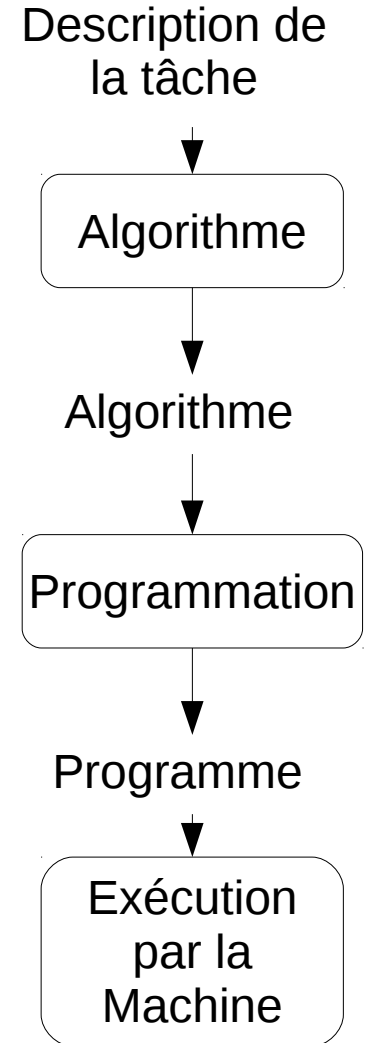 Description de
la tâche
Algorithme
Algorithme
Programmation
Programme
Exécution
par la
Machine